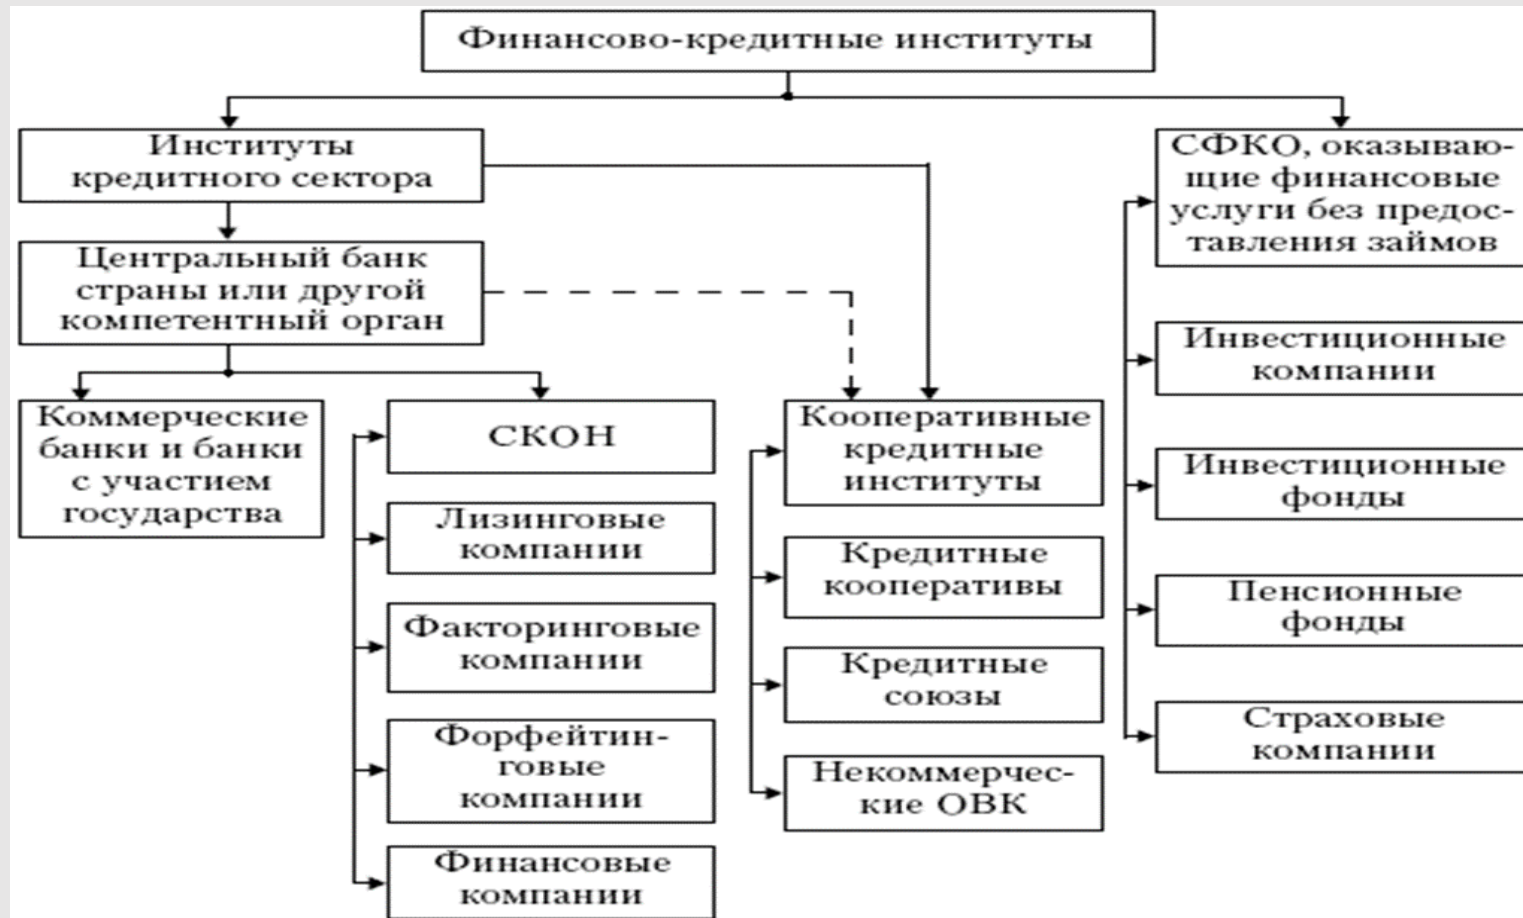 Финансово-кредитные институты
Институты
кредитного сектора
Центральный банк
страны или другой
компетентный орган
Коммерческие
банки и банки
с участием
государства
СКОН
Лизинговые
компании
Факторинговые
компании
Форфейтин-
говые
компании
Финансовые
компании
Кооперативные
кредитные
институты
Кредитные
кооперативы
Кредитные
союзы
Некоммерчес-
кие ОВК
СФКО, оказываю-
щие финансовые
услуги без предос-
тавления займов
Инвестиционные
компании
Инвестиционные
фонды
Пенсионные
фонды
Страховые
компании